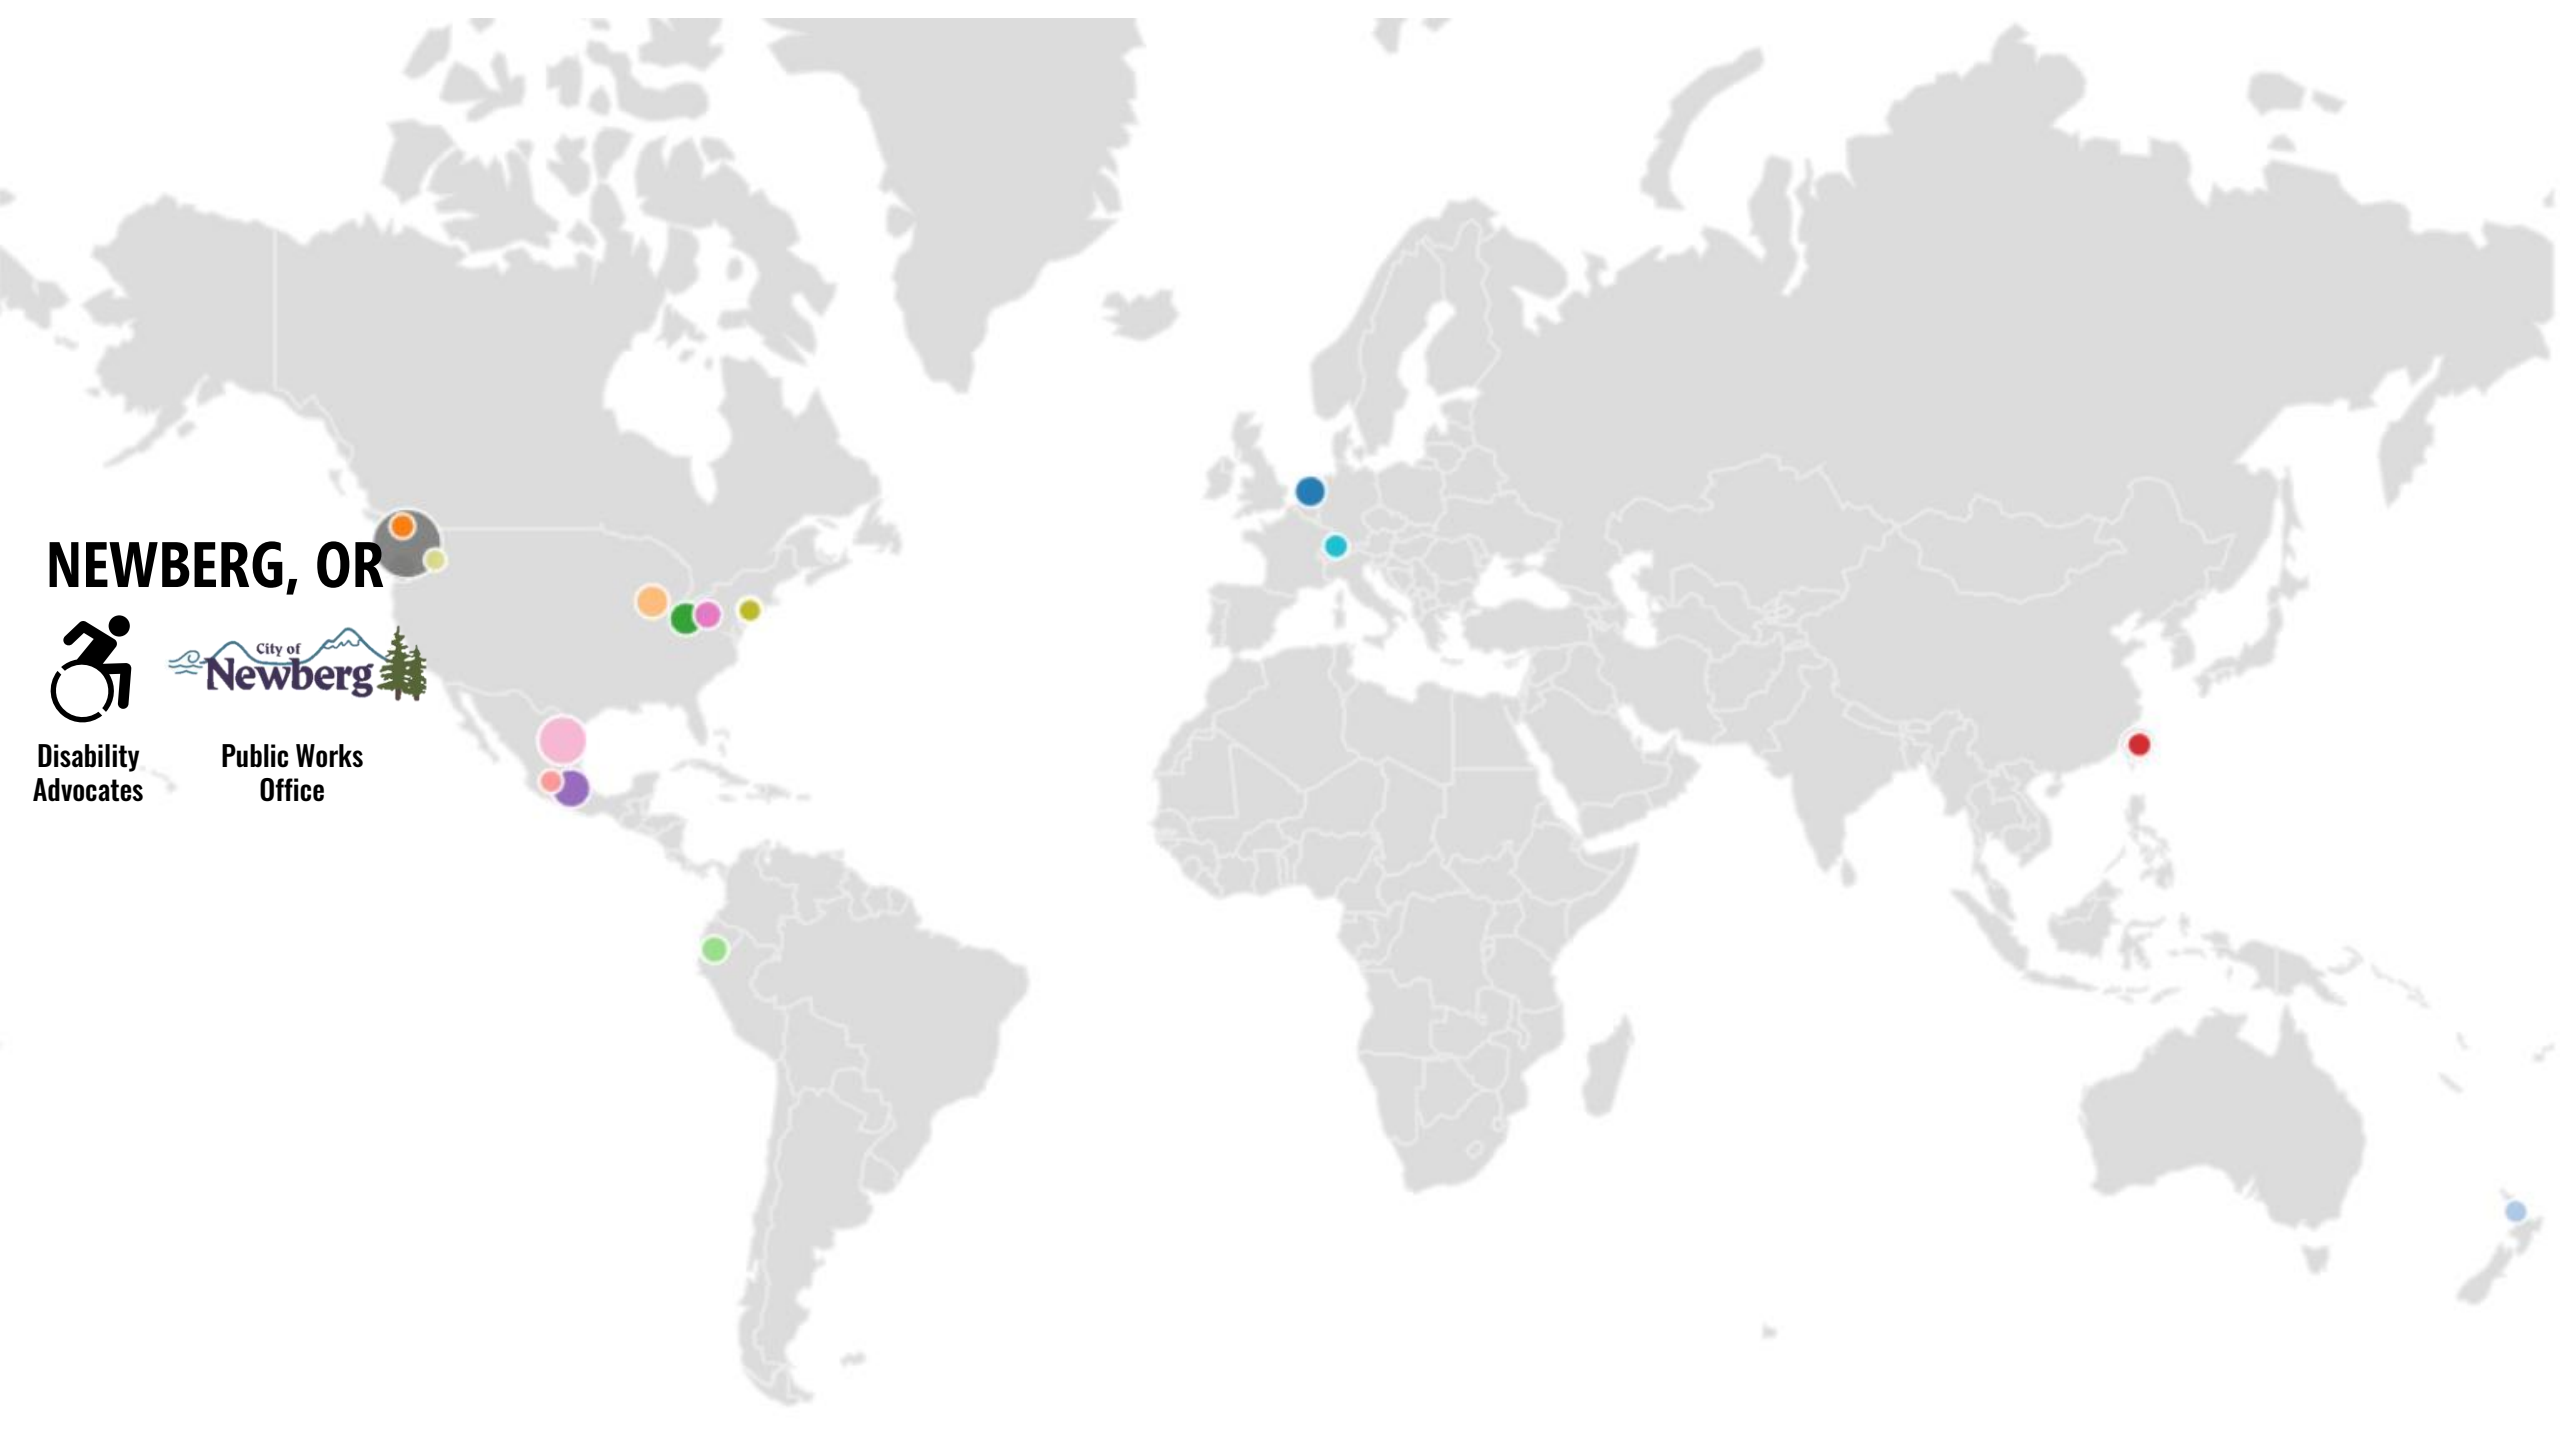 NEWBERG, OR
City of
Newberg
Disability
Advocates
Public Works
Office